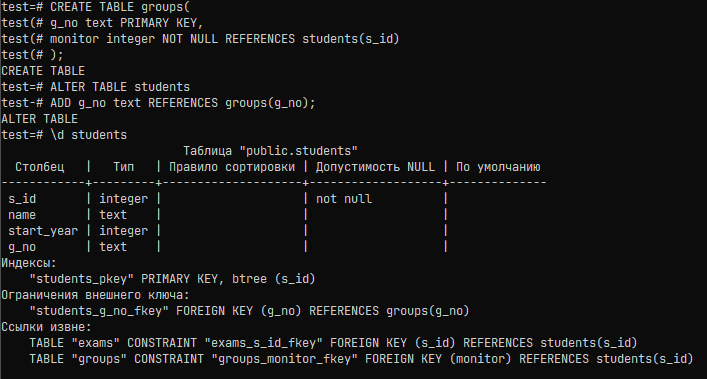 test=# CREATE TABLE groups(
test(# g_no text PRIMARY KEY,
test(# monitor integer NOT NULL REFERENCES students(s_id)
test(# );
CREATE TABLE
test=# ALTER TABLE students
test-# ADD g_no text REFERENCES groups(g_no);
ALTER TABLE
test=# \d students
                          Таблица "public.students"
  Столбец   |   Тип   | Правило сортировки | Допустимость NULL | По умолчанию
------------+---------+--------------------+-------------------+--------------
 s_id       | integer |                    | not null          |
 name       | text    |                    |                   |
 start_year | integer |                    |                   |
 g_no       | text    |                    |                   |
Индексы:
    "students_pkey" PRIMARY KEY, btree (s_id)
Ограничения внешнего ключа:
    "students_g_no_fkey" FOREIGN KEY (g_no) REFERENCES groups(g_no)
Ссылки извне:
    TABLE "exams" CONSTRAINT "exams_s_id_fkey" FOREIGN KEY (s_id) REFERENCES students(s_id)
    TABLE "groups" CONSTRAINT "groups_monitor_fkey" FOREIGN KEY (monitor) REFERENCES students(s_id)